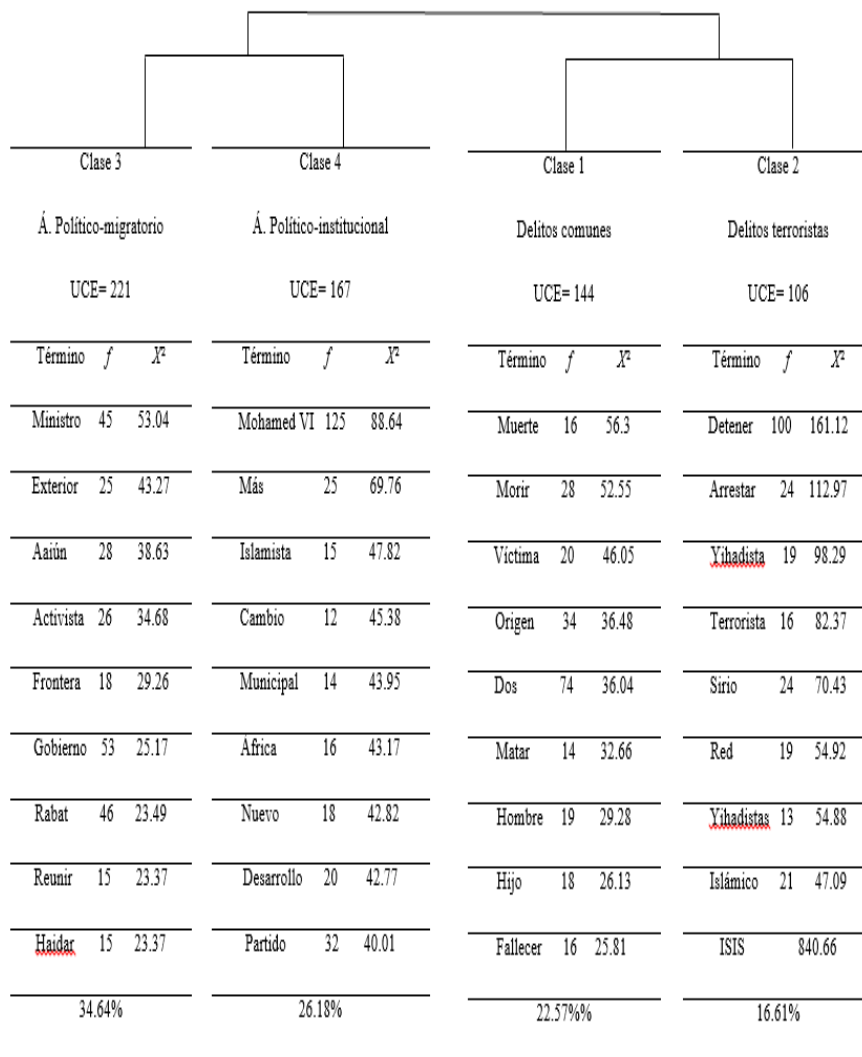 Clase 3
Á. Político-migratorio
UCE= 221
Término f X²
Ministro 45 53.04
Exterior 25 43.27
Aaiún 28 38.63
Activista 26 34.68
Frontera 18 29.26
Gobierno 53 25.17
Rabat 46 23.49
Reunir 15 23.37
Haidar 15 23.37
34.64%
Clase 4
Á. Político-institucional
UCE= 167
Término f X²
Mohamed VI 125 88.64
Más 25 69.76
Islamista 15 47.82
Cambio 12 45.38
Municipal 14 43.95
África 16 43.17
Nuevo 18 42.82
Desarrollo 20 42.77
Partido 32 40.01
26.18%
Clase 1
Delitos comunes
UCE= 144
Término f X²
Muerte 16 56.3
Morir 28 52.55
Víctima 20 46.05
Origen 34 36.48
Dos 74 36.04
Matar 14 32.66
Hombre 19 29.28
Hijo 18 26.13
Fallecer 16 25.81
22.57%%
Clase 2
Delitos terroristas
UCE= 106
Término f X²
Detener 100 161.12
Arrestar 24 112.97
Yihadista 19 98.29
Terrorista 16 82.37
Sirio 24 70.43
Red 19 54.92
Yihadistas 13 54.88
Islámico 21 47.09
ISIS 840.66
16.61%